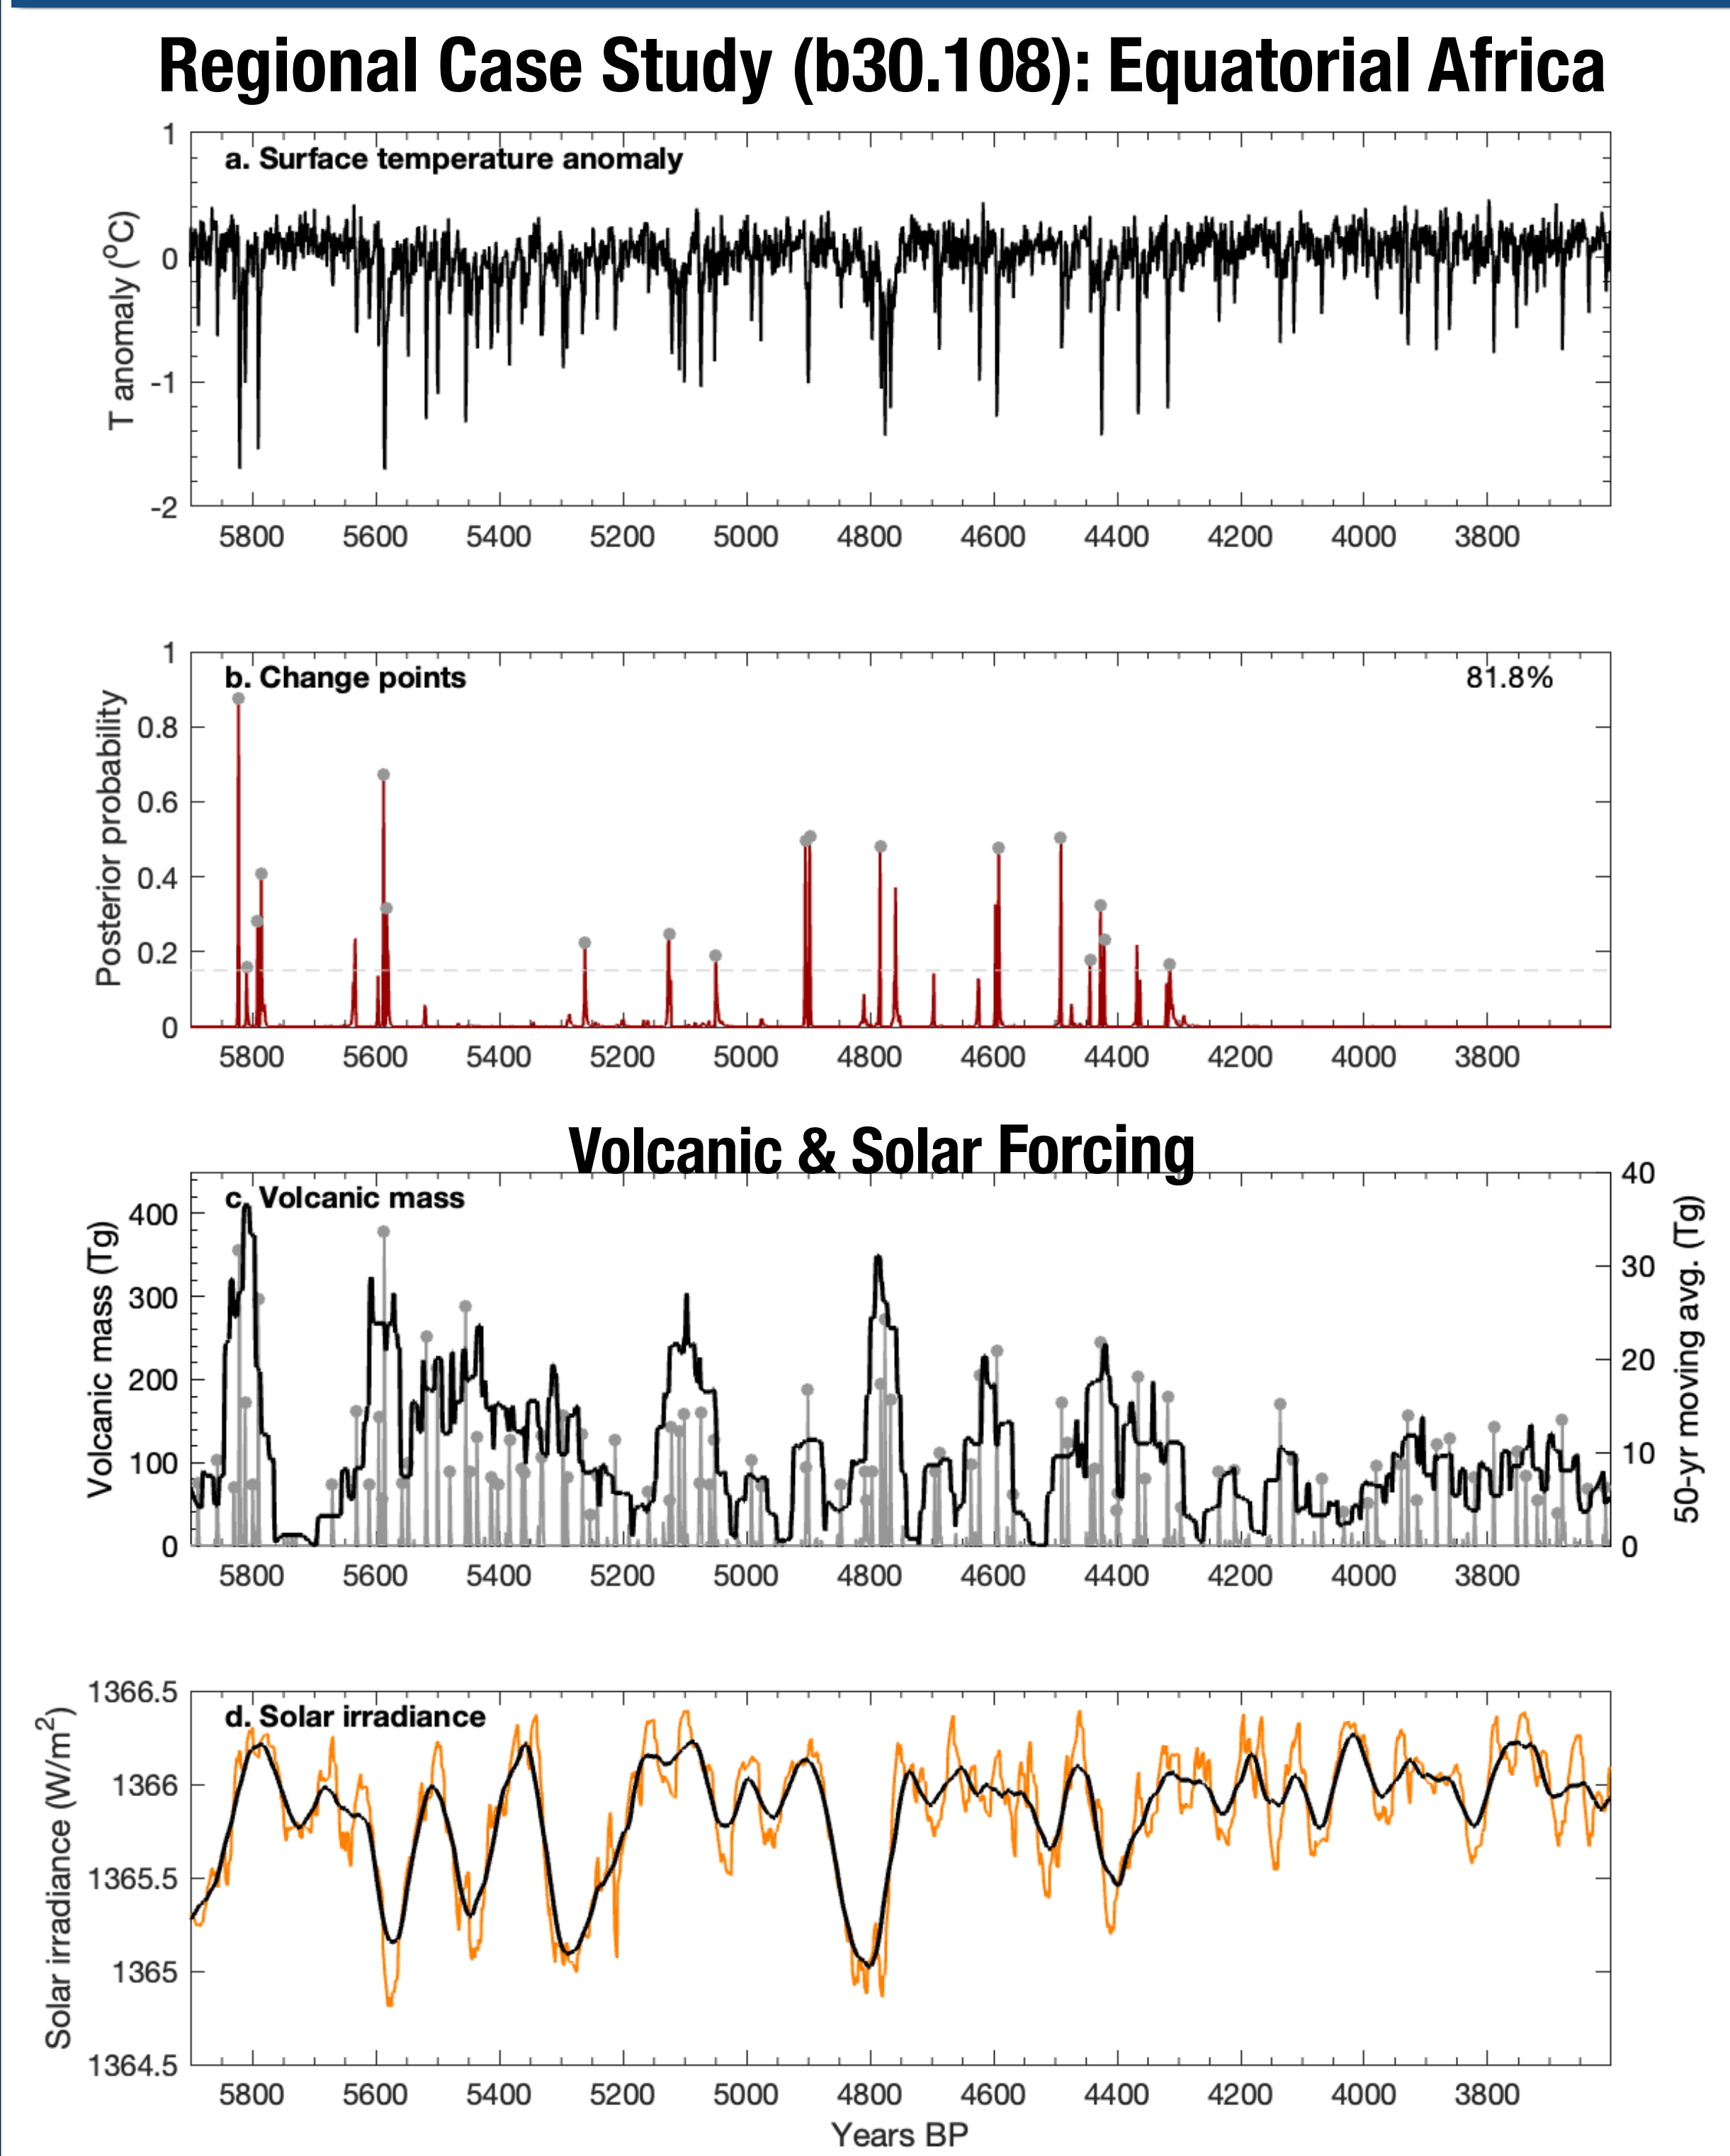 Regional Case Study (b30.108): Equatorial Africa
a. Surface temperature anomaly
T anomaly (°C)
1
0
-1
-2
5800 5600 5400 5200 5000 4800 4600 4400 4200 4000 3800
b. Change points
81.8%
Posterior probability
1
0.8
0.6
0.4
0.2
0
5800 5600 5400 5200 5000 4800 4600 4400 4200 4000 3800
Volcanic & Solar Forcing
c. Volcanic mass
Volcanic mass (Tg)
400
300
200
100
0
40
30
20
10
0
50-yr moving avg. (Tg)
5800 5600 5400 5200 5000 4800 4600 4400 4200 4000 3800
d. Solar irradiance
Solar irradiance (W/m²)
1366.5
1366
1365.5
1365
1364.5
5800 5600 5400 5200 5000 4800 4600 4400 4200 4000 3800
Years BP